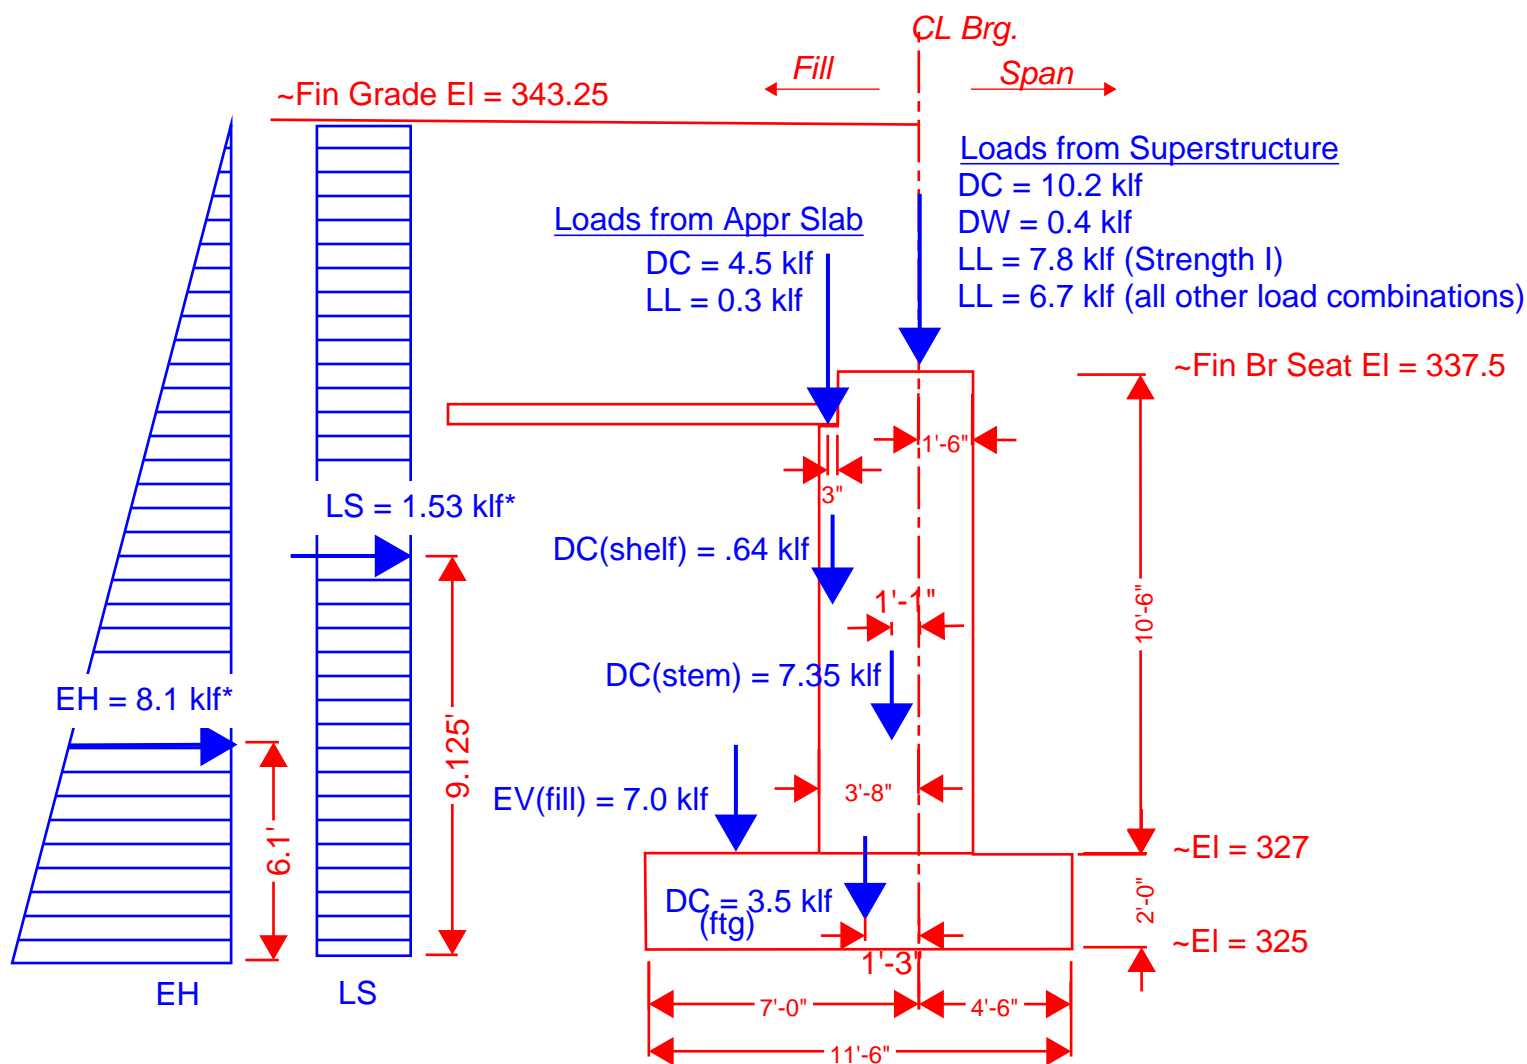 CL Brg.
Fill
Span
~Fin Grade El = 343.25
Loads from Superstructure
DC = 10.2 klf
DW = 0.4 klf
LL = 7.8 klf (Strength I)
LL = 6.7 klf (all other load combinations)
Loads from Appr Slab
DC = 4.5 klf
LL = 0.3 klf
~Fin Br Seat El = 337.5
1'-6"
3"
LS = 1.53 klf*
DC(shelf) = .64 klf
1'-1"
10'-6"
DC(stem) = 7.35 klf
EH = 8.1 klf*
9.125'
EV(fill) = 7.0 klf
3'-8"
6.1'
~El = 327
DC = 3.5 klf
(ftg)
2'-0"
~El = 325
1'-3"
EH
LS
7'-0"
4'-6"
11'-6"